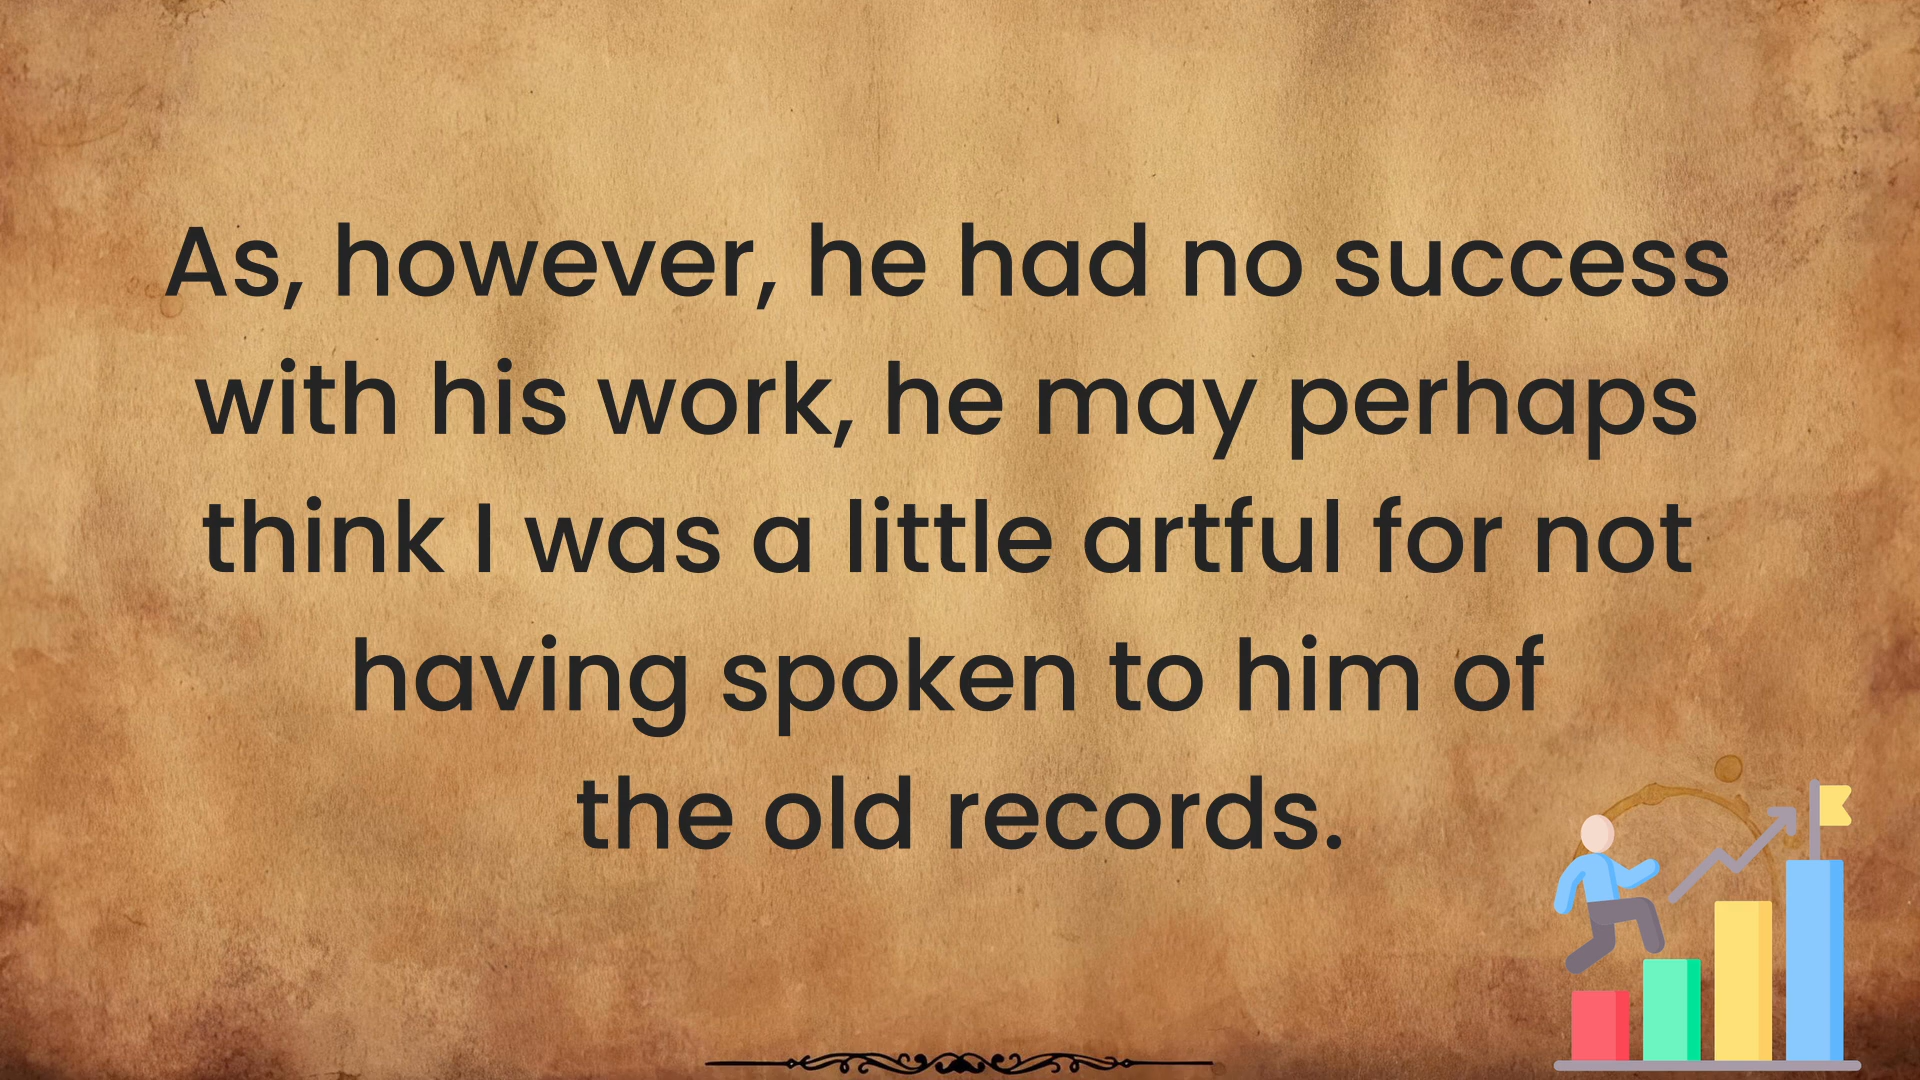 As, however, he had no success
with his work, he may perhaps
think I was a little artful for not
having spoken to him of
the old records.